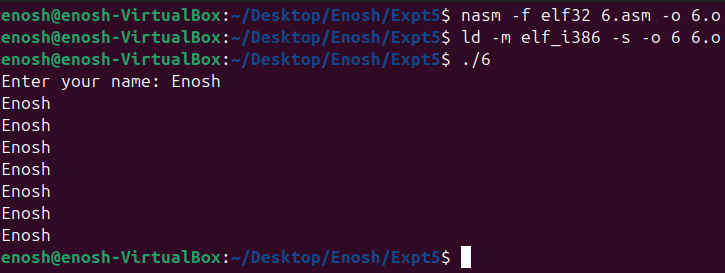 enosh@enosh-VirtualBox:~/Desktop/Enosh/Expt5$ nasm -f elf32 6.asm -o 6.o
enosh@enosh-VirtualBox:~/Desktop/Enosh/Expt5$ ld -m elf_i386 -s -o 6 6.o
enosh@enosh-VirtualBox:~/Desktop/Enosh/Expt5$ ./6
Enter your name: Enosh
Enosh
Enosh
Enosh
Enosh
Enosh
Enosh
Enosh
enosh@enosh-VirtualBox:~/Desktop/Enosh/Expt5$